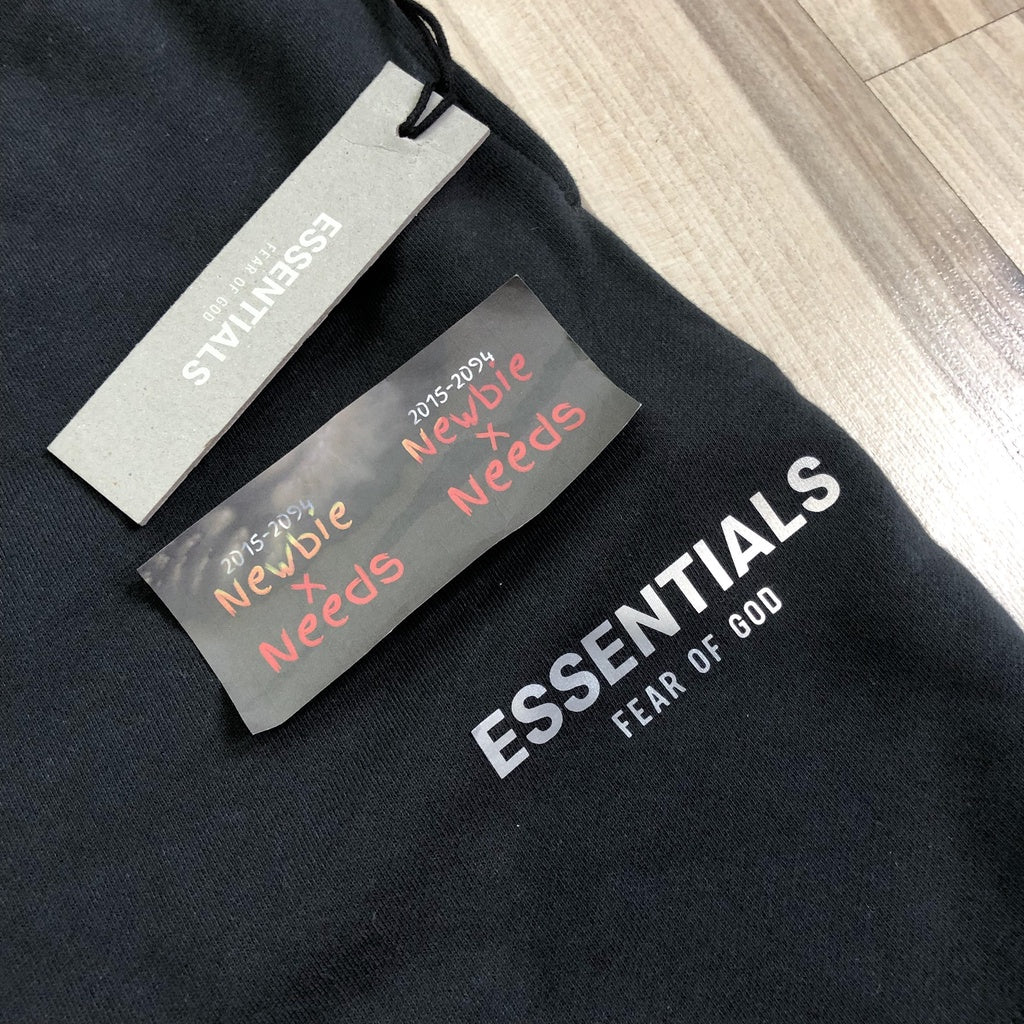 ESSENTIALS
FEAR OF GOD
2015-2094
Newbie
x
Needs
2015-2094
Newbie
x
Needs
ESSENTIALS
FEAR OF GOD